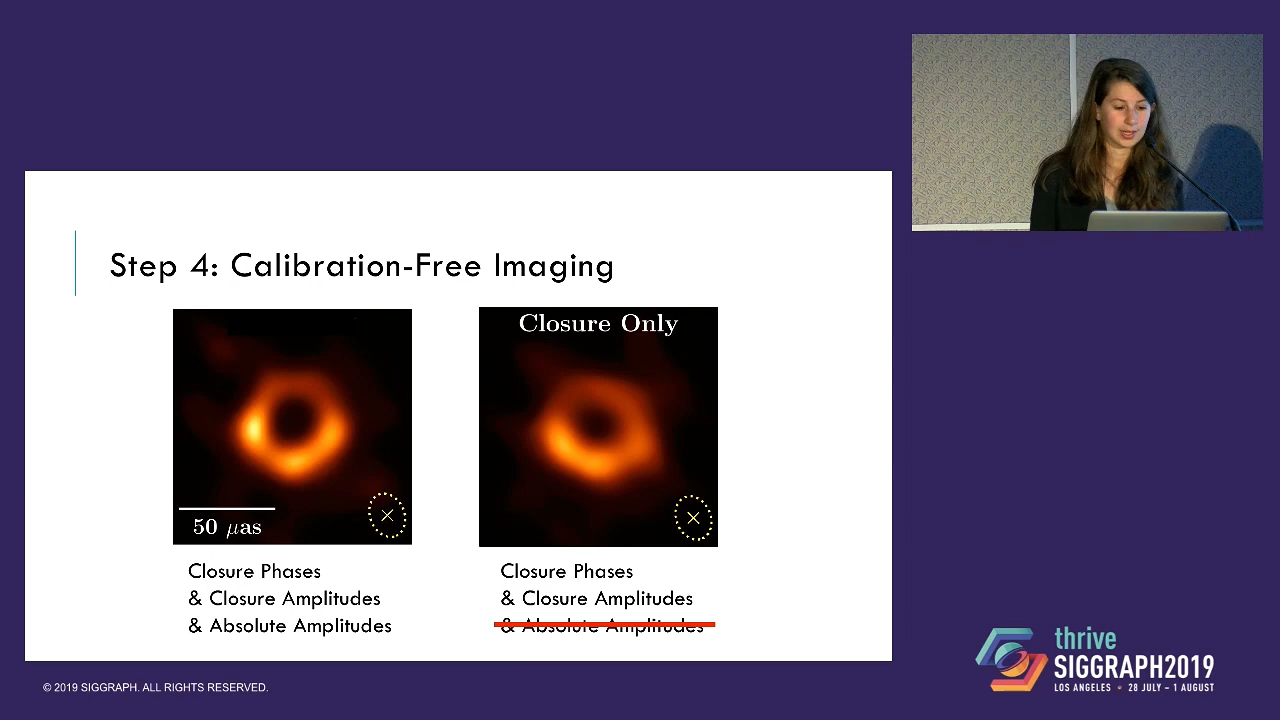 Step 4: Calibration-Free Imaging
Closure Only
50 μas
Closure Phases
& Closure Amplitudes
& Absolute Amplitudes
Closure Phases
& Closure Amplitudes
& Absolute Amplitudes
thrive
SIGGRAPH2019
LOS ANGELES • 28 JULY – 1 AUGUST
© 2019 SIGGRAPH. ALL RIGHTS RESERVED.